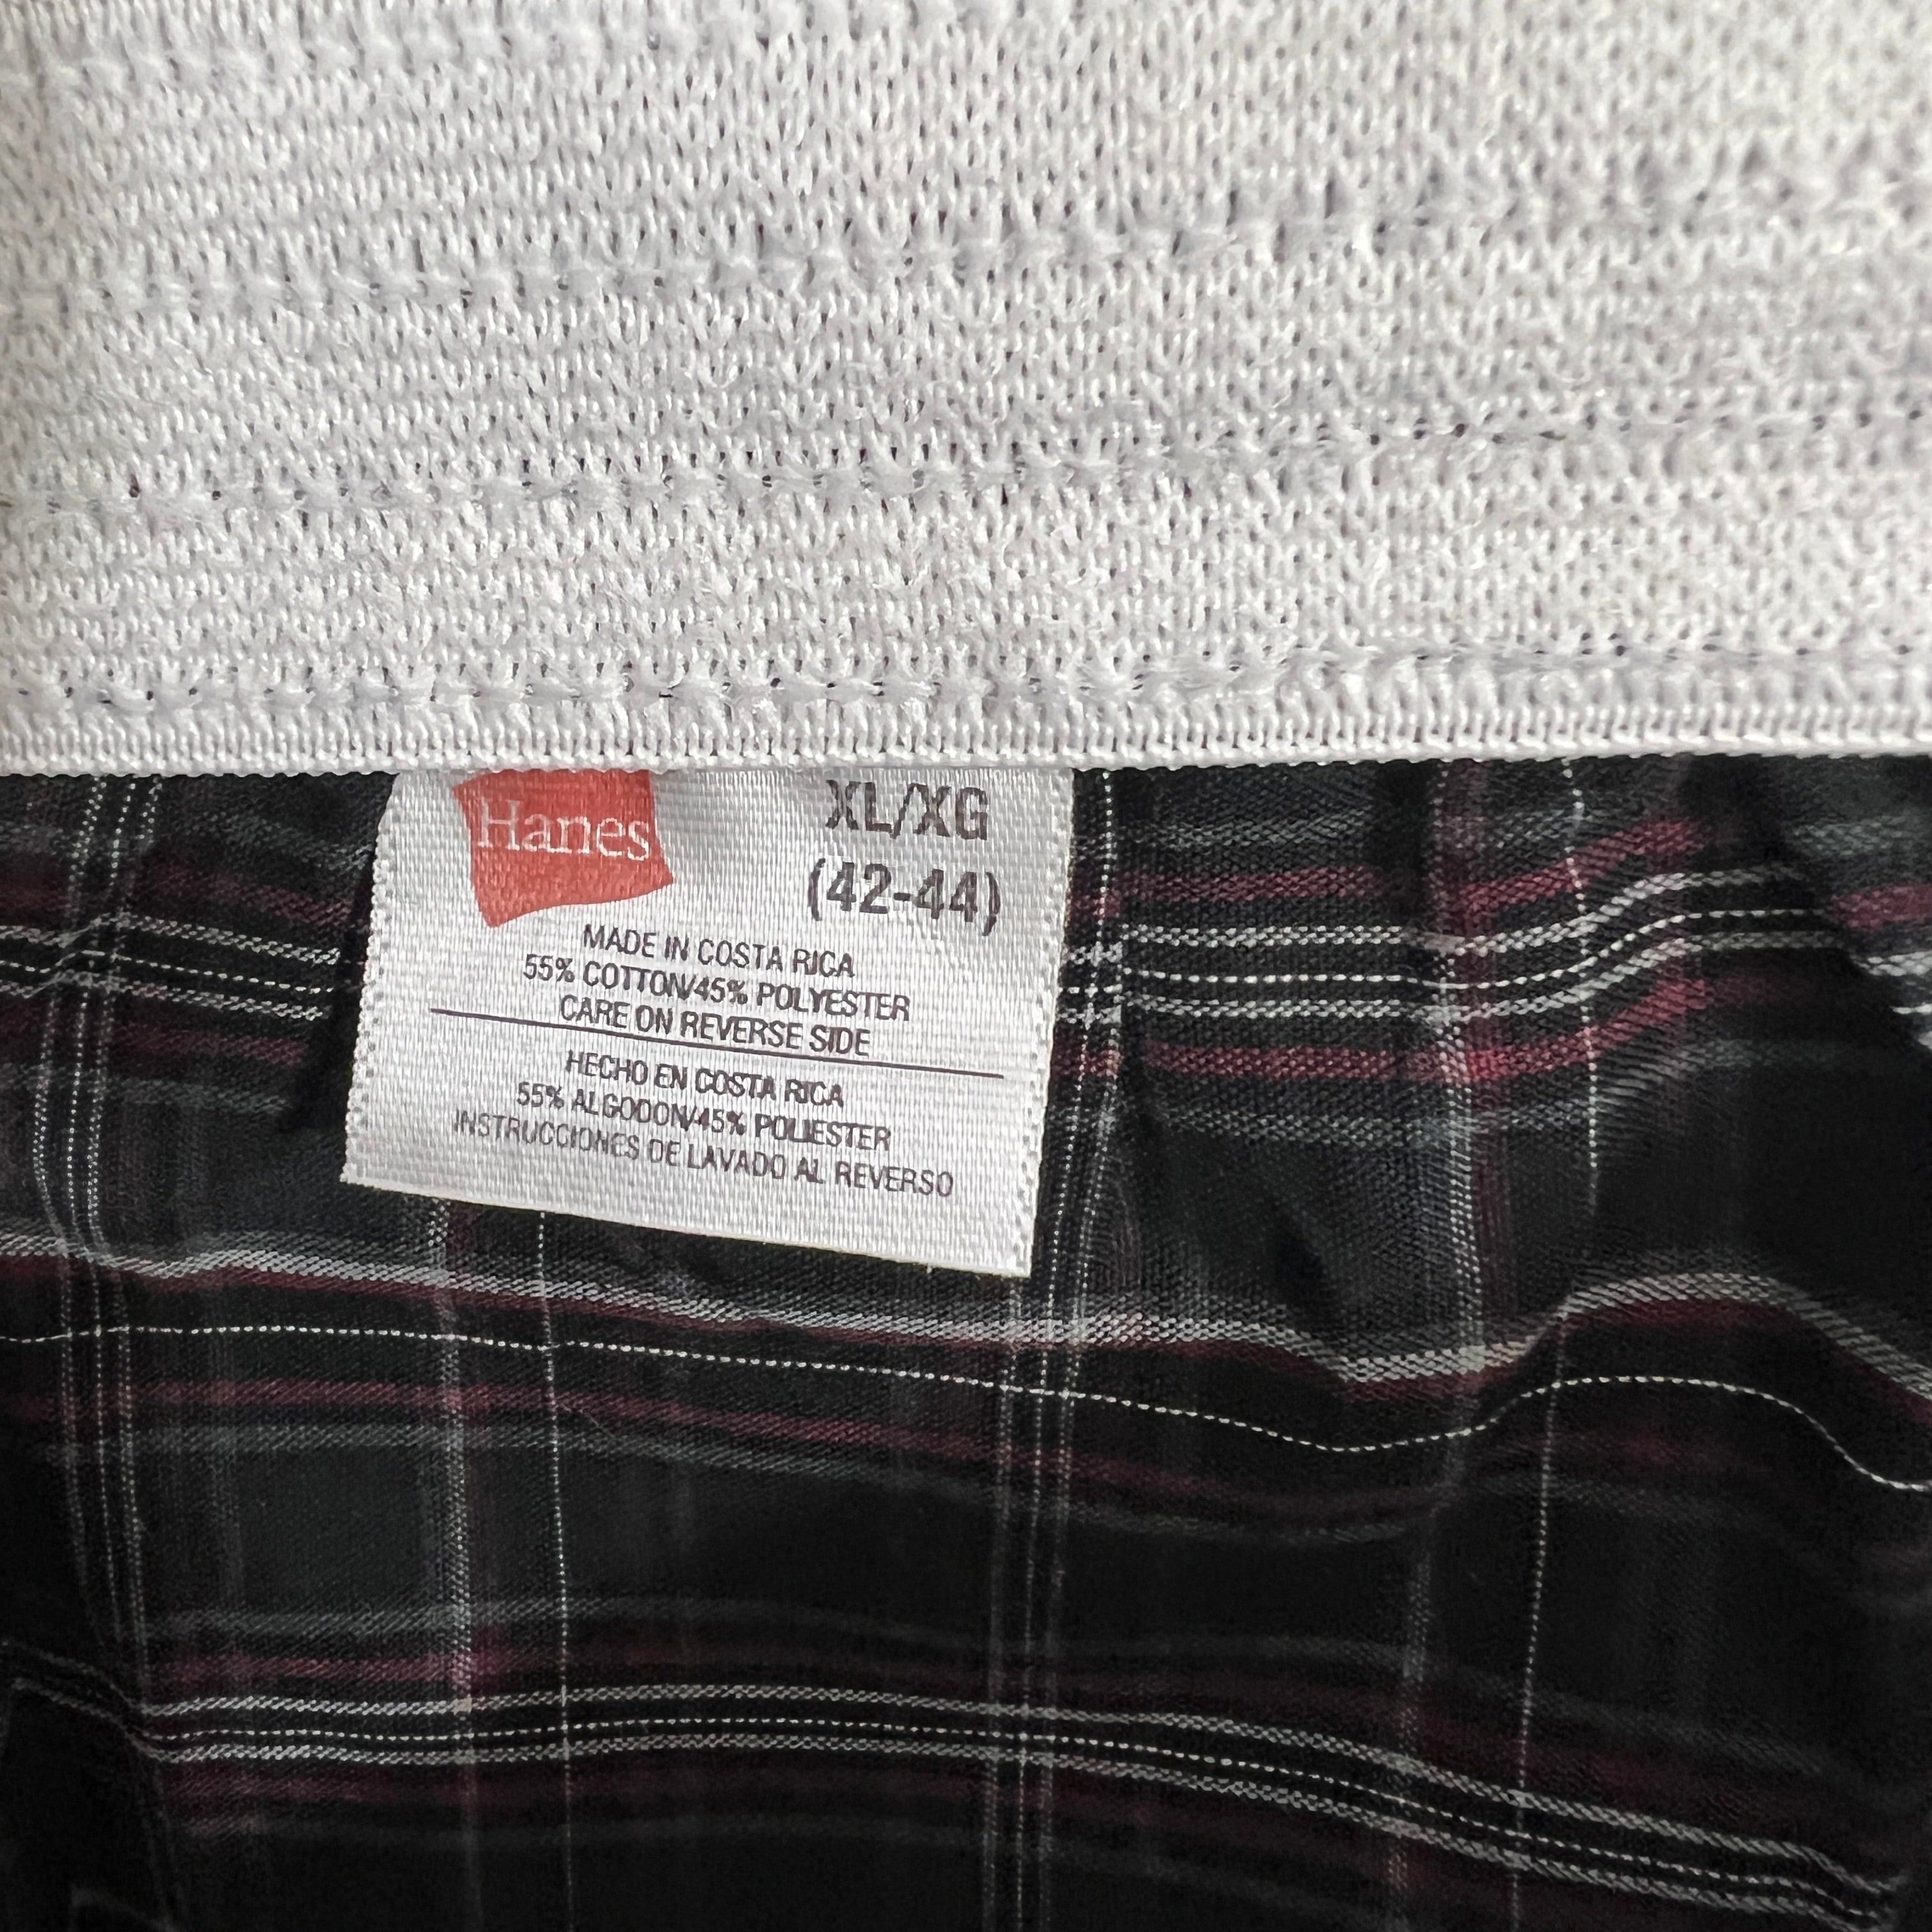 Hanes
XL/XG
(42-44)
MADE IN COSTA RICA
55% COTTON/45% POLYESTER
CARE ON REVERSE SIDE
HECHO EN COSTA RICA
55% ALGODON/45% POLIESTER
INSTRUCCIONES DE LAVADO AL REVERSO